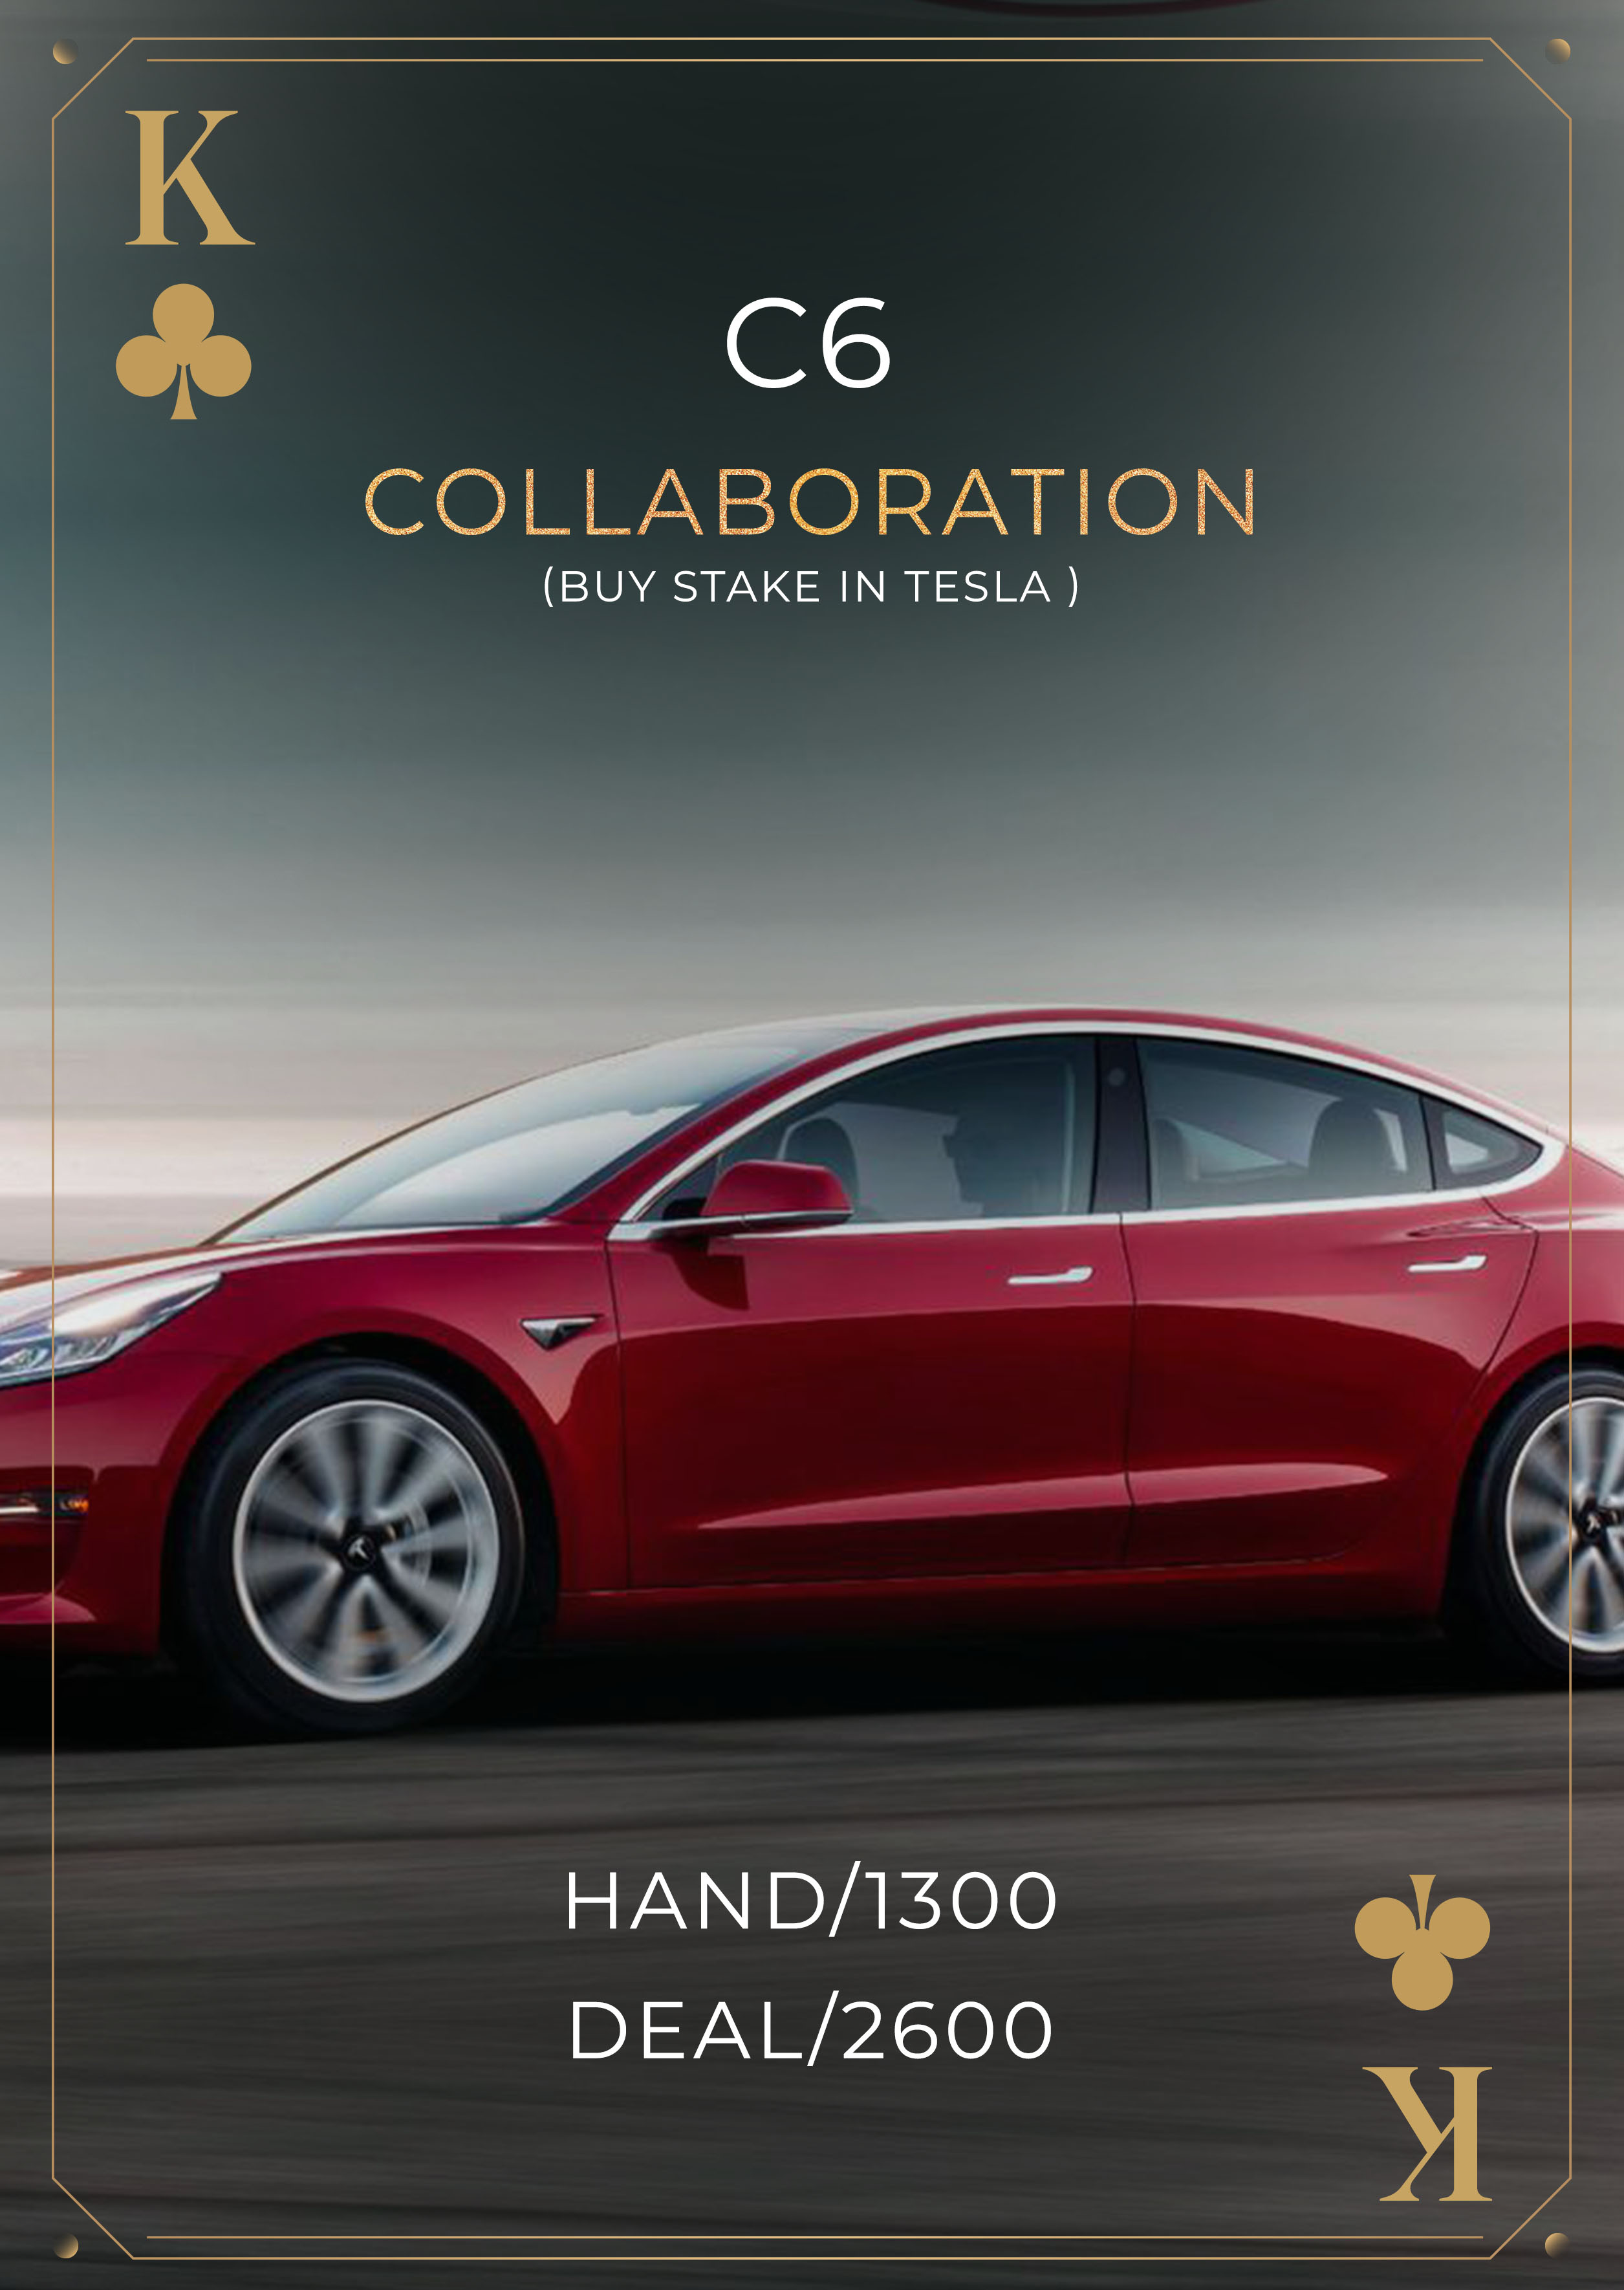 K
C6
COLLABORATION
(BUY STAKE IN TESLA )
HAND/1300
DEAL/2600
K